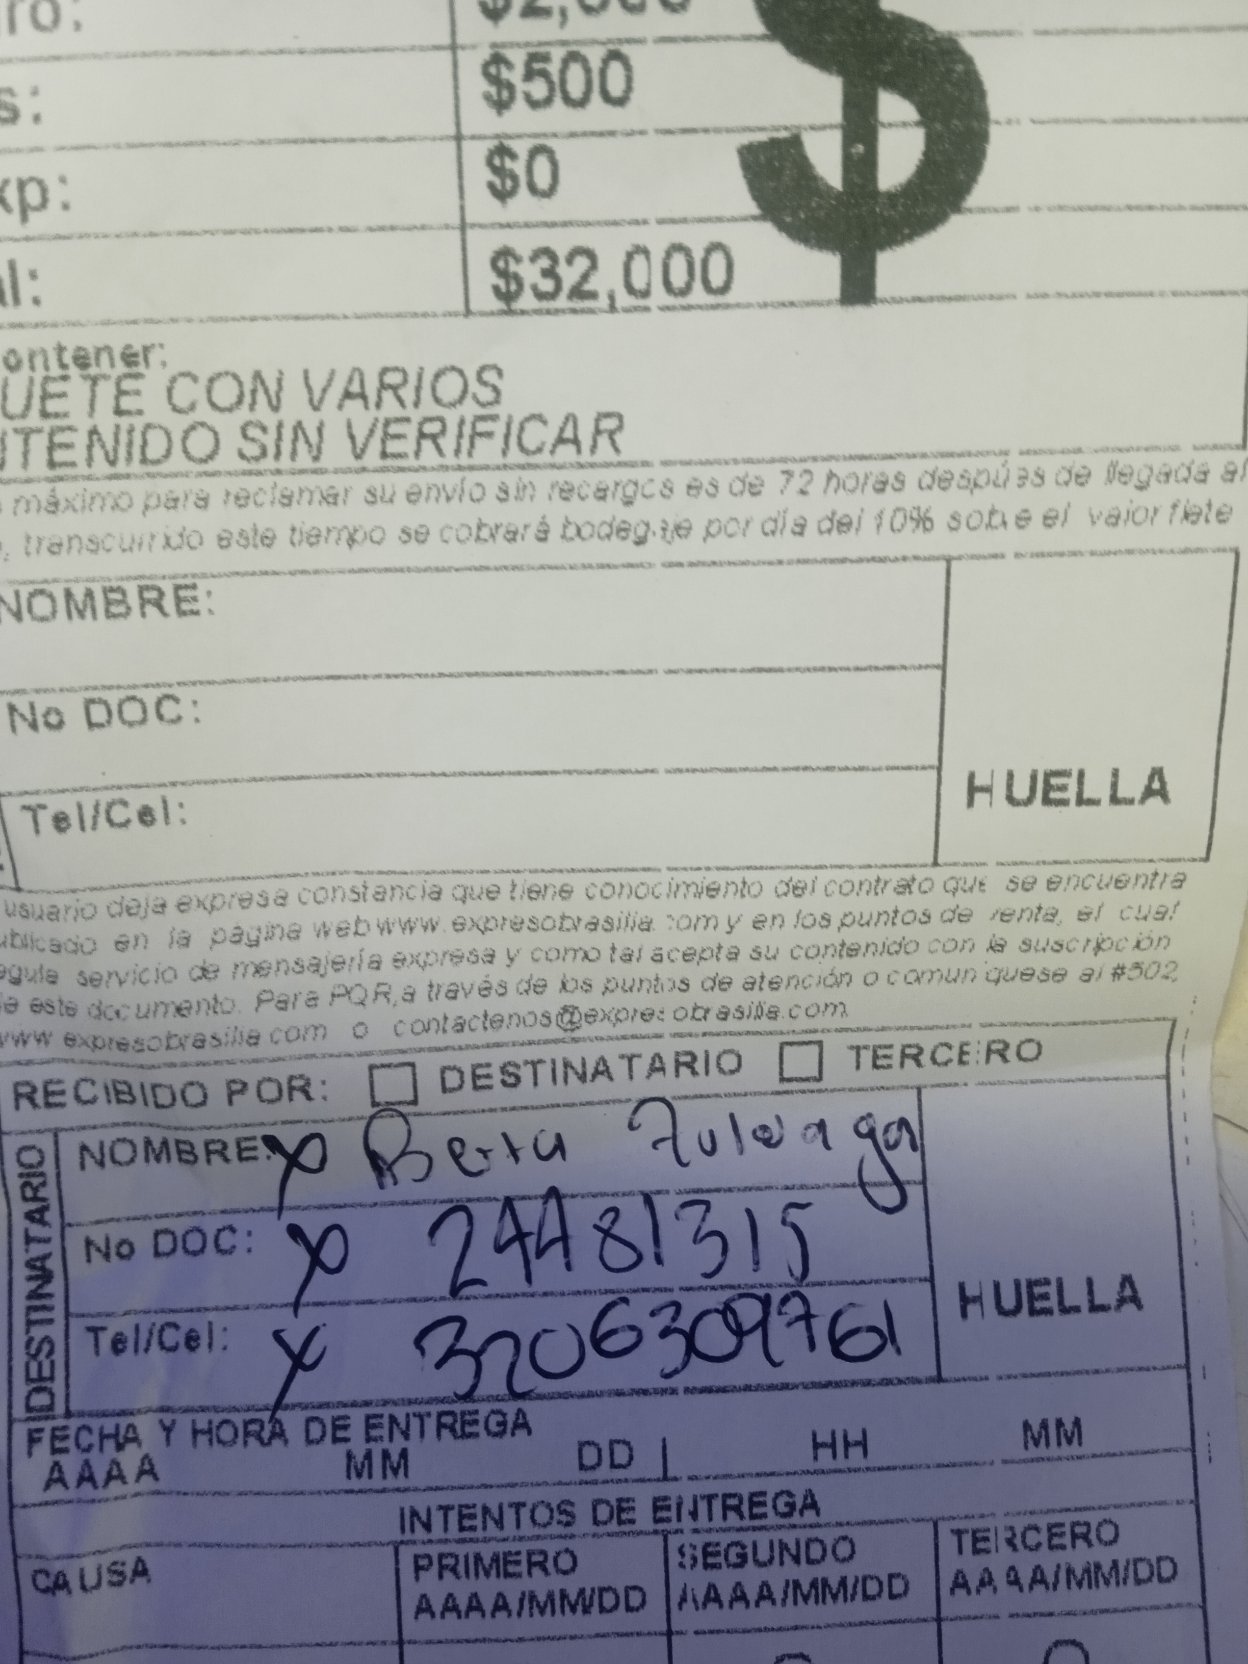 $500
$0
$32,000
ontener:
UETE CON VARIOS
TENIDO SIN VERIFICAR
máximo para reclamar su envío sin recargos es de 72 horas despúes de llegada al
, transcurrido este tiempo se cobrará bodegaje por día del 10% sobre el valor flete
NOMBRE:
No DOC:
Tel/Cel:
HUELLA
usuario deja expresa constancia que tiene conocimiento del contrato que se encuentra
ublicado en la página web www.expresobrasilia.com y en los puntos de venta, el cual
egula servicio de mensajería expresa y como tal acepta su contenido con la suscripción
e este documento. Para PQR,a través de los puntos de atención o comuníquese al #502,
www expresobrasilia com o contactenos@expresobrasilia.com
RECIBIDO POR: DESTINATARIO TERCERO
DESTINATARIO
NOMBRE: x Berta Zuluaga
No DOC: x 24481315
Tel/Cel: x 3206309761
HUELLA
FECHA Y HORA DE ENTREGA
AAAA MM DD HH MM
INTENTOS DE ENTREGA
CAUSA PRIMERO SEGUNDO TERCERO
AAAA/MM/DD AAAA/MM/DD AAAA/MM/DD